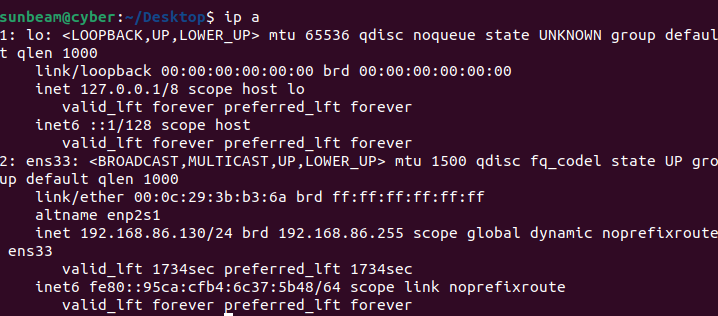 sunbeam@cyber:~/Desktop$ ip a
1: lo: <LOOPBACK,UP,LOWER_UP> mtu 65536 qdisc noqueue state UNKNOWN group defaul
t qlen 1000
    link/loopback 00:00:00:00:00:00 brd 00:00:00:00:00:00
    inet 127.0.0.1/8 scope host lo
       valid_lft forever preferred_lft forever
    inet6 ::1/128 scope host
       valid_lft forever preferred_lft forever
2: ens33: <BROADCAST,MULTICAST,UP,LOWER_UP> mtu 1500 qdisc fq_codel state UP gro
up default qlen 1000
    link/ether 00:0c:29:3b:b3:6a brd ff:ff:ff:ff:ff:ff
    altname enp2s1
    inet 192.168.86.130/24 brd 192.168.86.255 scope global dynamic noprefixroute
 ens33
       valid_lft 1734sec preferred_lft 1734sec
    inet6 fe80::95ca:cfb4:6c37:5b48/64 scope link noprefixroute
       valid_lft forever preferred_lft forever